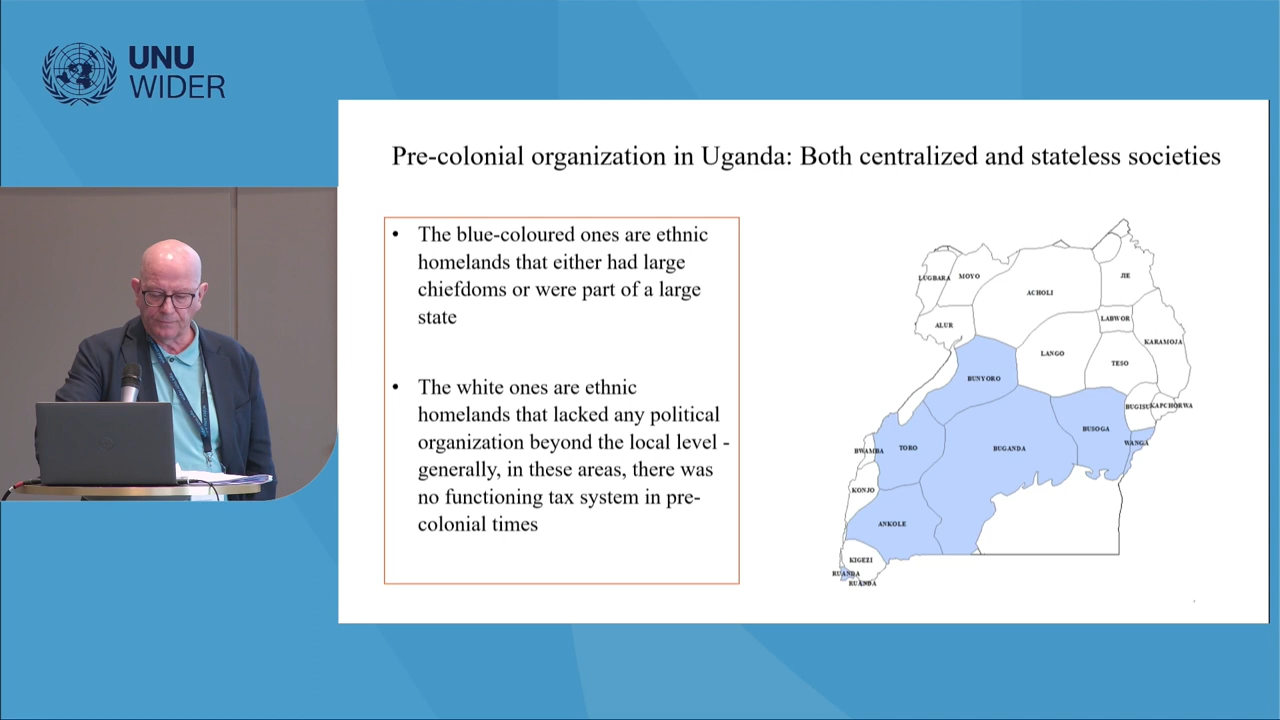 UNU
WIDER
Pre-colonial organization in Uganda: Both centralized and stateless societies
• The blue-coloured ones are ethnic
homelands that either had large
chiefdoms or were part of a large
state
• The white ones are ethnic
homelands that lacked any political
organization beyond the local level -
generally, in these areas, there was
no functioning tax system in pre-
colonial times
LUGBARA
MOYO
JIE
ACHOLI
LABWOR
ALUR
KARAMOJA
LANGO
TESO
BUNYORO
BUGISU
KAPCHORWA
BUSOGA
WANGA
BWAMBA
TORO
BUGANDA
KONJO
ANKOLE
KIGEZI
RUANDA
RUANDA